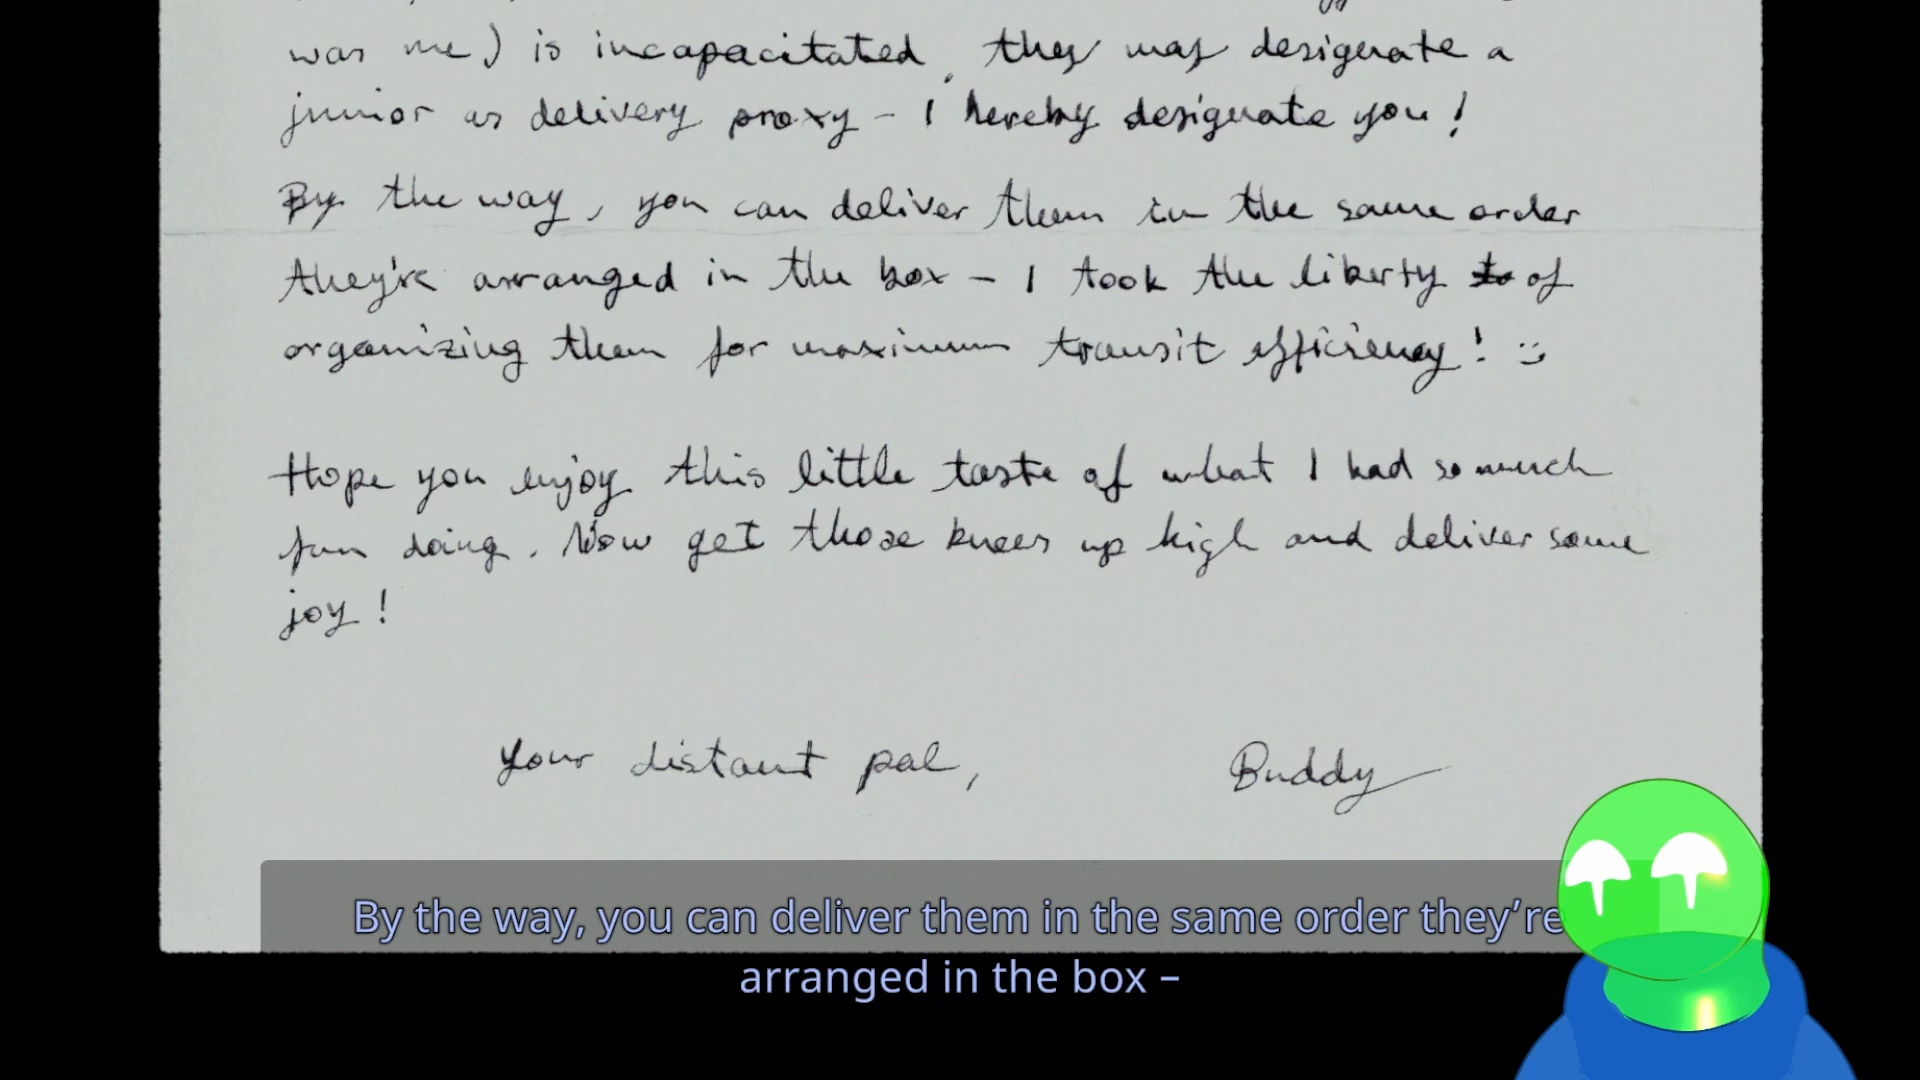 was me) is incapacitated, they may designate a
junior as delivery proxy – I hereby designate you!
By the way, you can deliver them in the same order
they're arranged in the box – I took the liberty to of
organizing them for maximum transit efficiency! :)
Hope you enjoy this little taste of what I had so much
fun doing. Now get those knees up high and deliver some
joy!
Your distant pal, Buddy
By the way, you can deliver them in the same order they’re
arranged in the box –